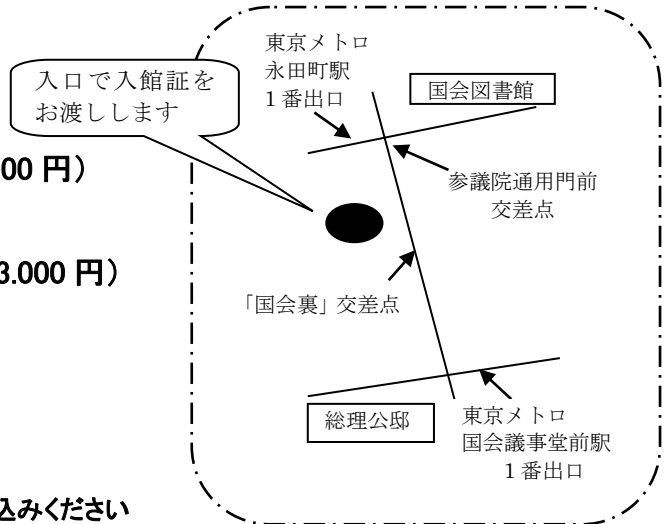 入口で入館証を
お渡しします
00 円）
3.000 円）
込みください
東京メトロ
永田町駅
１番出口
国会図書館
参議院通用門前
交差点
「国会裏」交差点
総理公邸
東京メトロ
国会議事堂前駅
１番出口